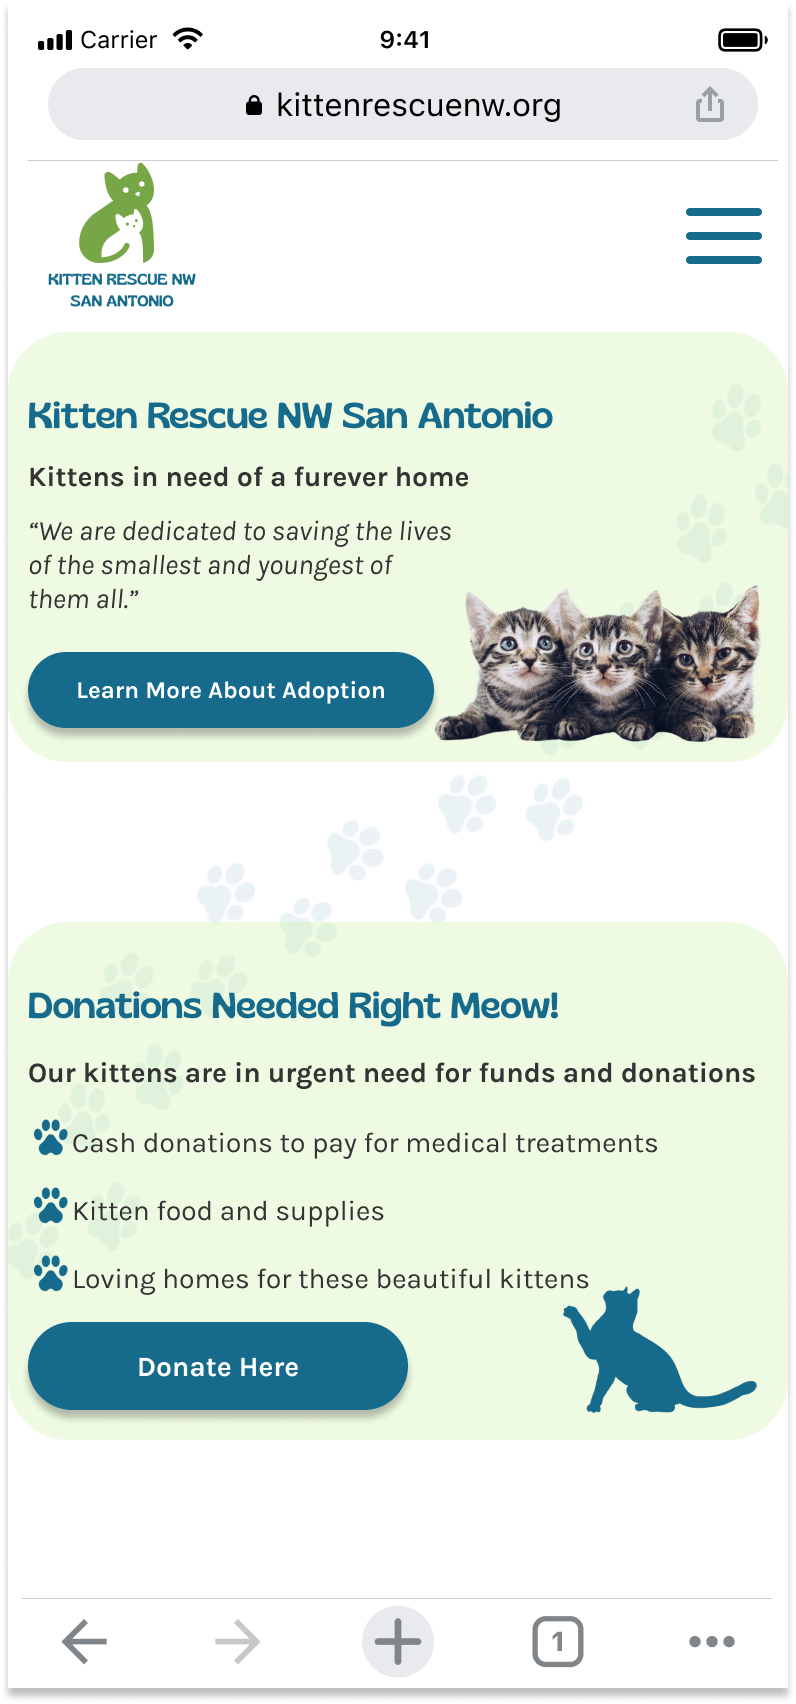 Carrier
9:41
kittenrescuenw.org
KITTEN RESCUE NW
SAN ANTONIO
Kitten Rescue NW San Antonio
Kittens in need of a furever home
“We are dedicated to saving the lives
of the smallest and youngest of
them all.”
Learn More About Adoption
Donations Needed Right Meow!
Our kittens are in urgent need for funds and donations
Cash donations to pay for medical treatments
Kitten food and supplies
Loving homes for these beautiful kittens
Donate Here
1